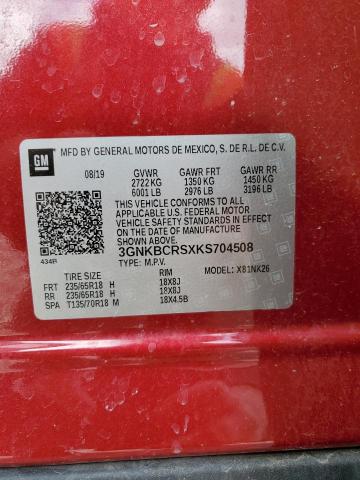 GM
MFD BY GENERAL MOTORS DE MEXICO, S. DE R.L. DE C.V.
08/19 GVWR GAWR FRT GAWR RR
2722 KG 1350 KG 1450 KG
6001 LB 2976 LB 3196 LB
THIS VEHICLE CONFORMS TO ALL
APPLICABLE U.S. FEDERAL MOTOR
VEHICLE SAFETY STANDARDS IN
EFFECT ON THE DATE OF
MANUFACTURE SHOWN ABOVE.
3GNKBCRSXKS704508
434R TYPE: M.P.V. MODEL: X81NK26
TIRE SIZE RIM
FRT 235/65R18 H 18X8J
RR 235/65R18 H 18X8J
SPA T135/70R18 M 18X4.5B